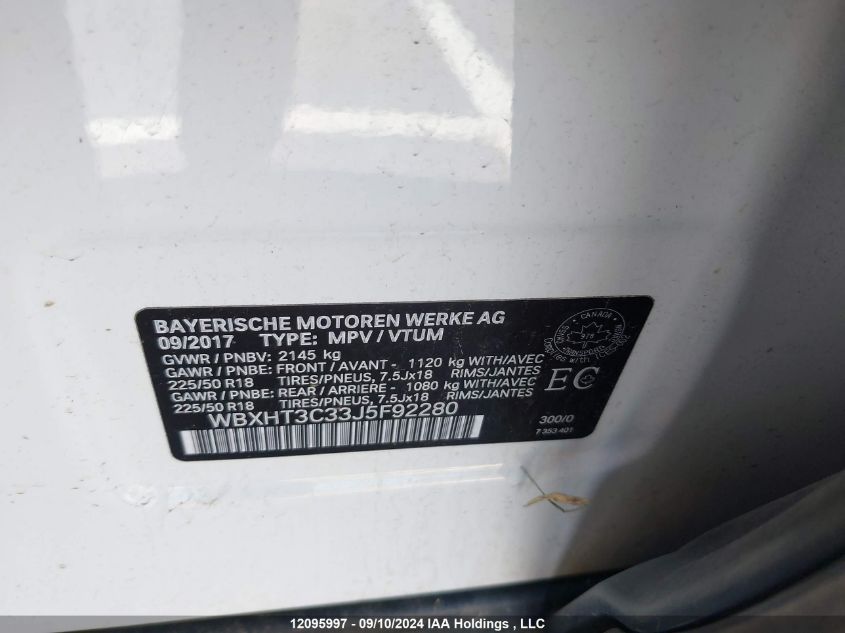 BAYERISCHE MOTOREN WERKE AG
09/2017 TYPE: MPV / VTUM
GVWR / PNBV: 2145 kg
GAWR / PNBE: FRONT / AVANT - 1120 kg WITH/AVEC
225/50 R18 TIRES/PNEUS, 7.5Jx18 RIMS/JANTES
GAWR / PNBE: REAR / ARRIERE - 1080 kg WITH/AVEC
225/50 R18 TIRES/PNEUS, 7.5Jx18 RIMS/JANTES
WBXHT3C33J5F92280
CANADA
EC
300/0
7 353 401
12095997 - 09/10/2024 IAA Holdings , LLC